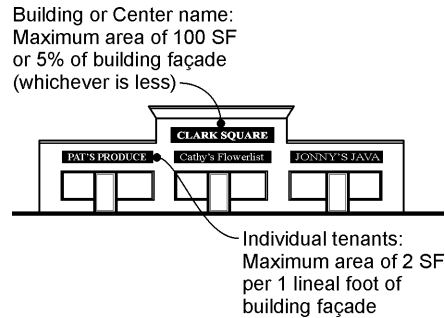 Building or Center name:
Maximum area of 100 SF
or 5% of building façade
(whichever is less)
CLARK SQUARE
PAT'S PRODUCE Cathy's Flowerlist JONNY'S JAVA
Individual tenants:
Maximum area of 2 SF
per 1 lineal foot of
building façade